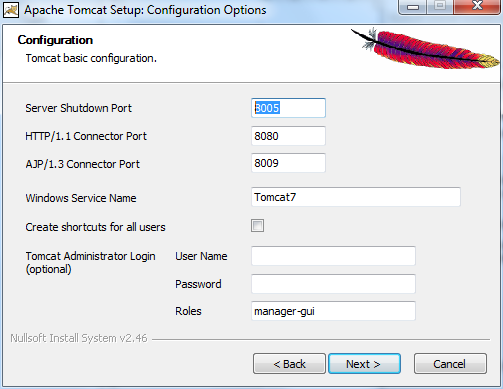 Apache Tomcat Setup: Configuration Options
Configuration
Tomcat basic configuration.
Server Shutdown Port 8005
HTTP/1.1 Connector Port 8080
AJP/1.3 Connector Port 8009
Windows Service Name Tomcat7
Create shortcuts for all users
Tomcat Administrator Login User Name
(optional)
Password
Roles manager-gui
Nullsoft Install System v2.46
< Back Next > Cancel